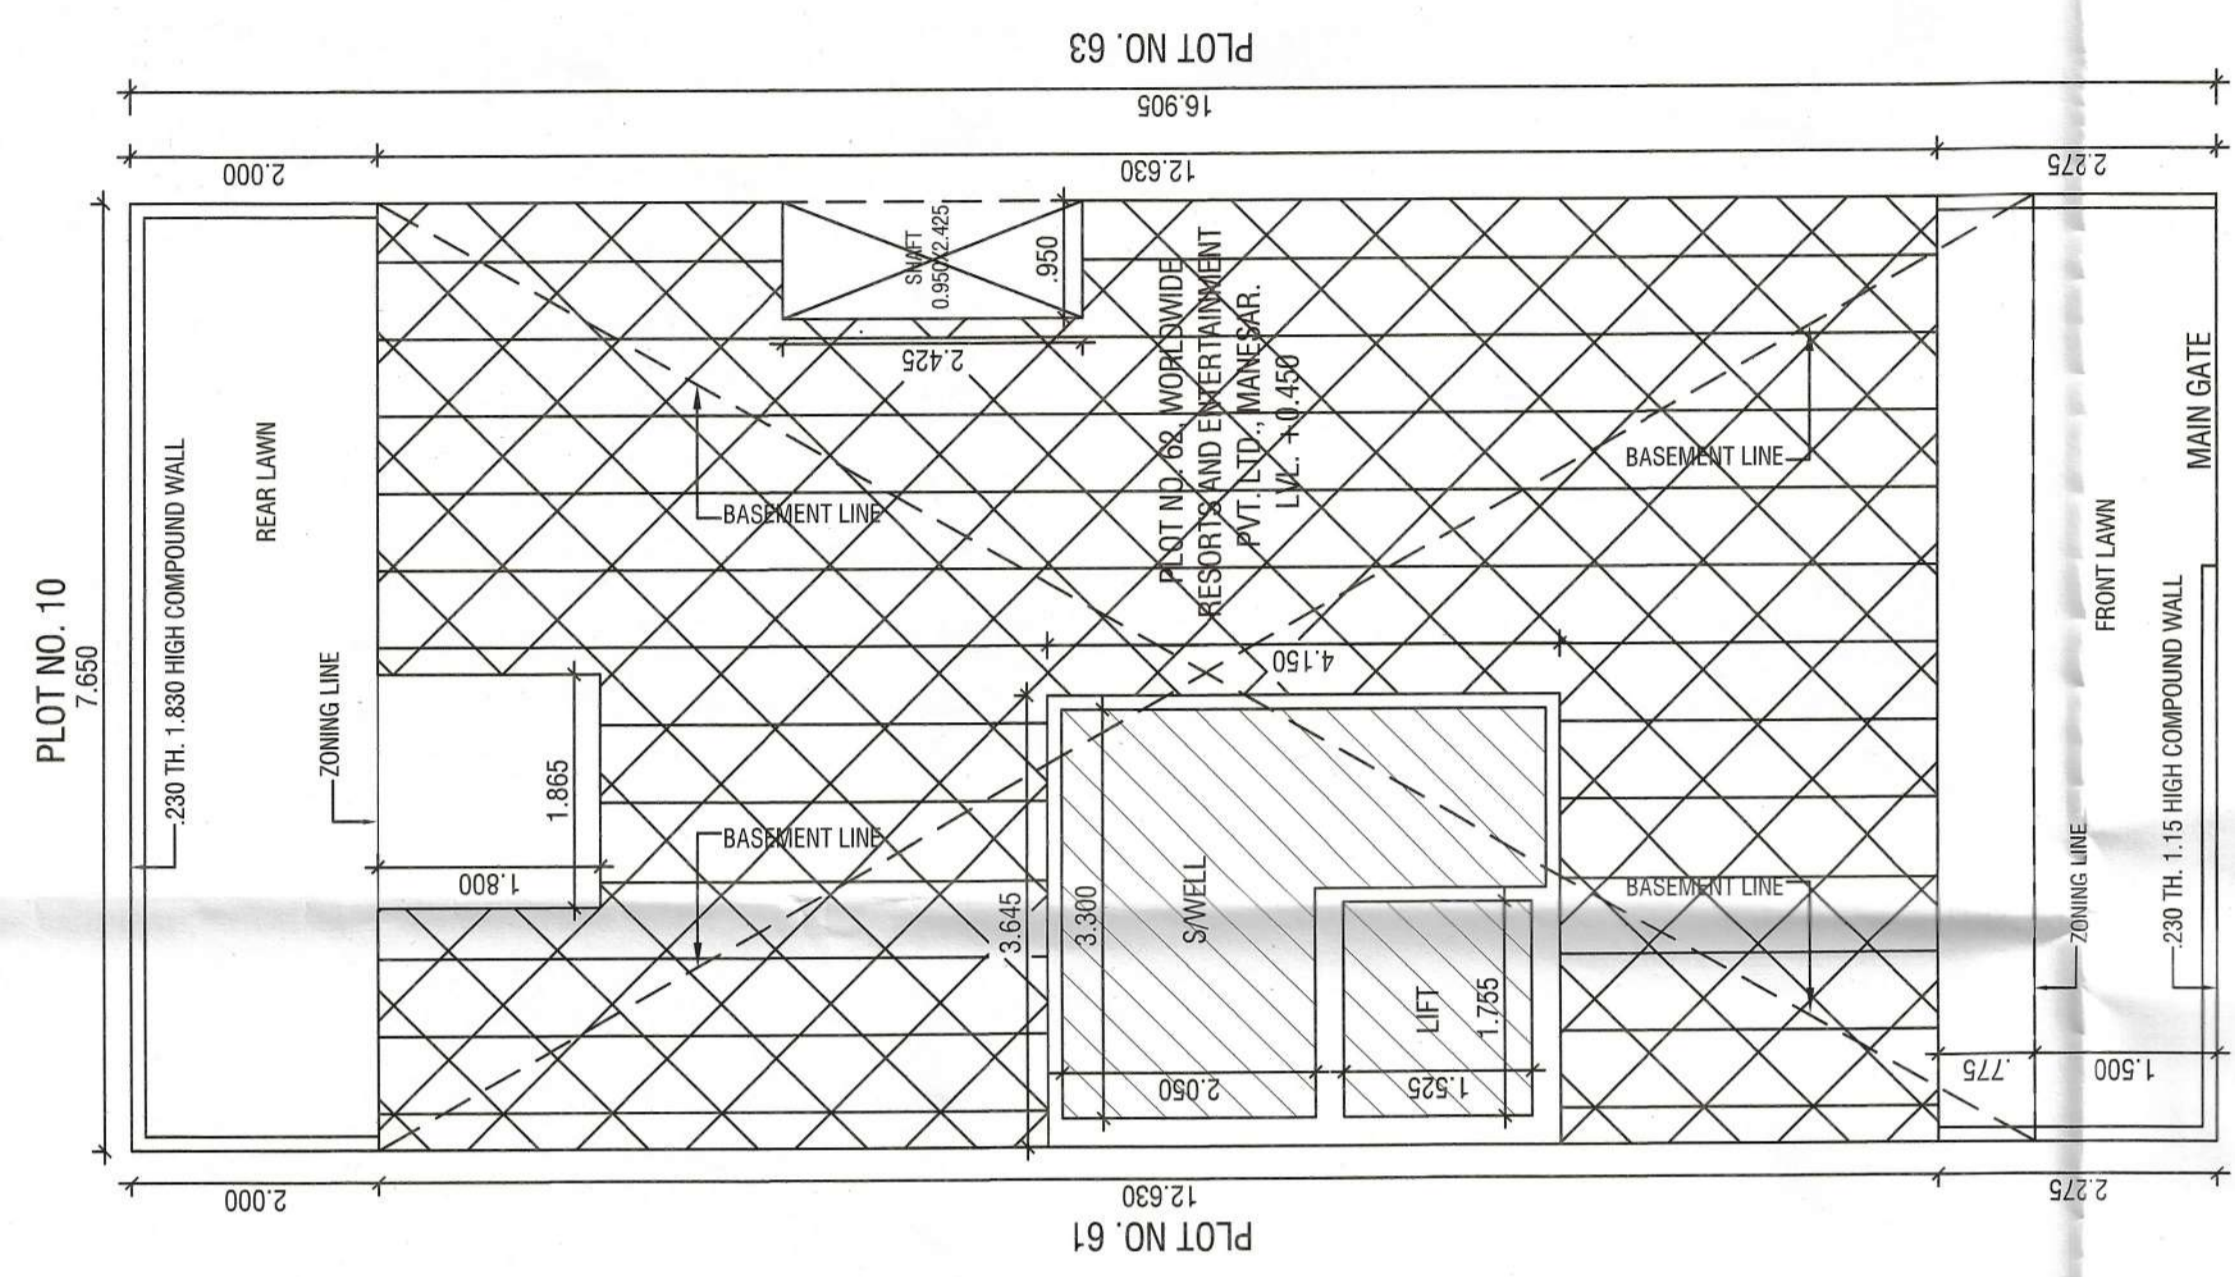 PLOT NO. 63
16.905
2.000
12.630
2.275
PLOT NO. 10
7.650
.230 TH. 1.830 HIGH COMPOUND WALL
REAR LAWN
ZONING LINE
SHAFT
0.950X2.425
.950
2.425
PLOT NO. 62, WORLDWIDE
RESORTS AND ENTERTAINMENT
PVT. LTD., MANESAR.
LVL. +0.450
BASEMENT LINE
BASEMENT LINE
MAIN GATE
FRONT LAWN
4.150
1.865
1.800
BASEMENT LINE
3.645
3.300
S/WELL
2.050
LIFT
1.755
1.525
BASEMENT LINE
ZONING LINE
.230 TH. 1.15 HIGH COMPOUND WALL
.775
1.500
2.000
12.630
2.275
PLOT NO. 61